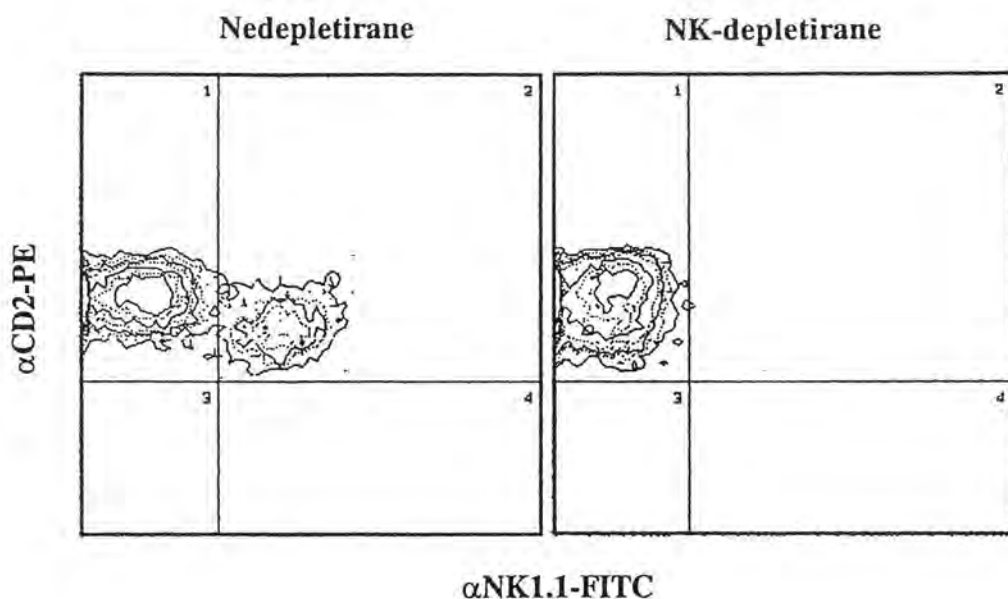 Nedepletirane NK-depletirane
1 2 1 2
αCD2-PE
3 4 3 4
αNK1.1-FITC